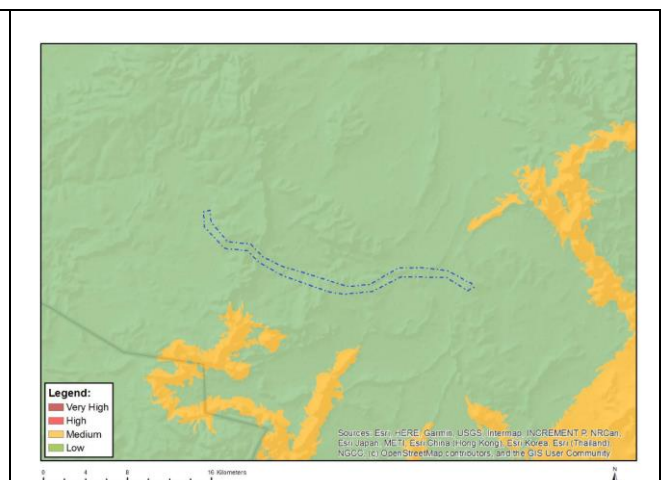 Legend:
Very High
High
Medium
Low
Sources: Esri, HERE, Garmin, USGS, Intermap, INCREMENT P, NRCan,
Esri Japan, METI, Esri China (Hong Kong), Esri Korea, Esri (Thailand),
NGCC, (c) OpenStreetMap contributors, and the GIS User Community
0 4 8 16 Kilometers
N